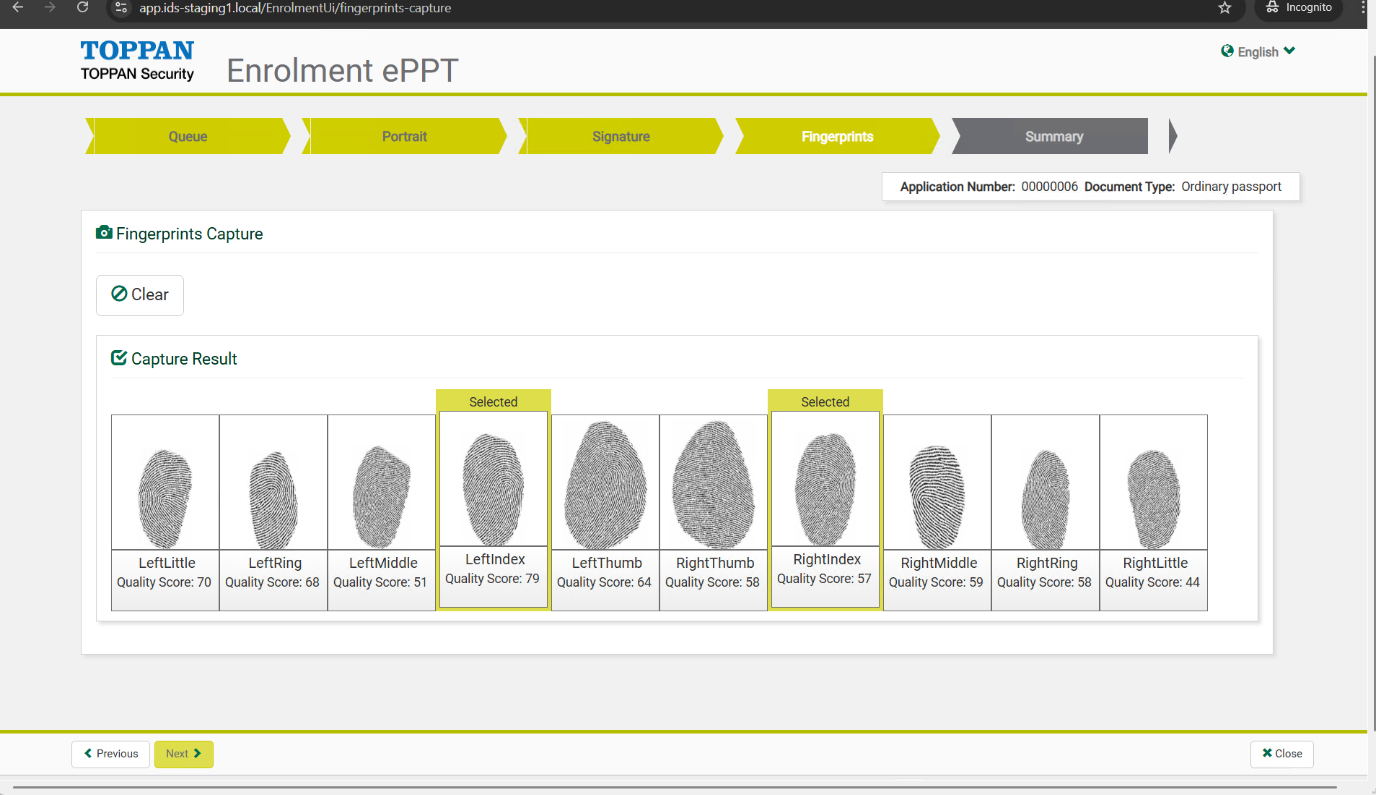 app.ids-staging1.local/EnrolmentUi/fingerprints-capture
Incognito
TOPPAN
TOPPAN Security
Enrolment ePPT
English
Queue
Portrait
Signature
Fingerprints
Summary
Application Number: 00000006 Document Type: Ordinary passport
Fingerprints Capture
Clear
Capture Result
Selected
Selected
LeftLittle
Quality Score: 70
LeftRing
Quality Score: 68
LeftMiddle
Quality Score: 51
LeftIndex
Quality Score: 79
LeftThumb
Quality Score: 64
RightThumb
Quality Score: 58
RightIndex
Quality Score: 57
RightMiddle
Quality Score: 59
RightRing
Quality Score: 58
RightLittle
Quality Score: 44
Previous
Next
Close